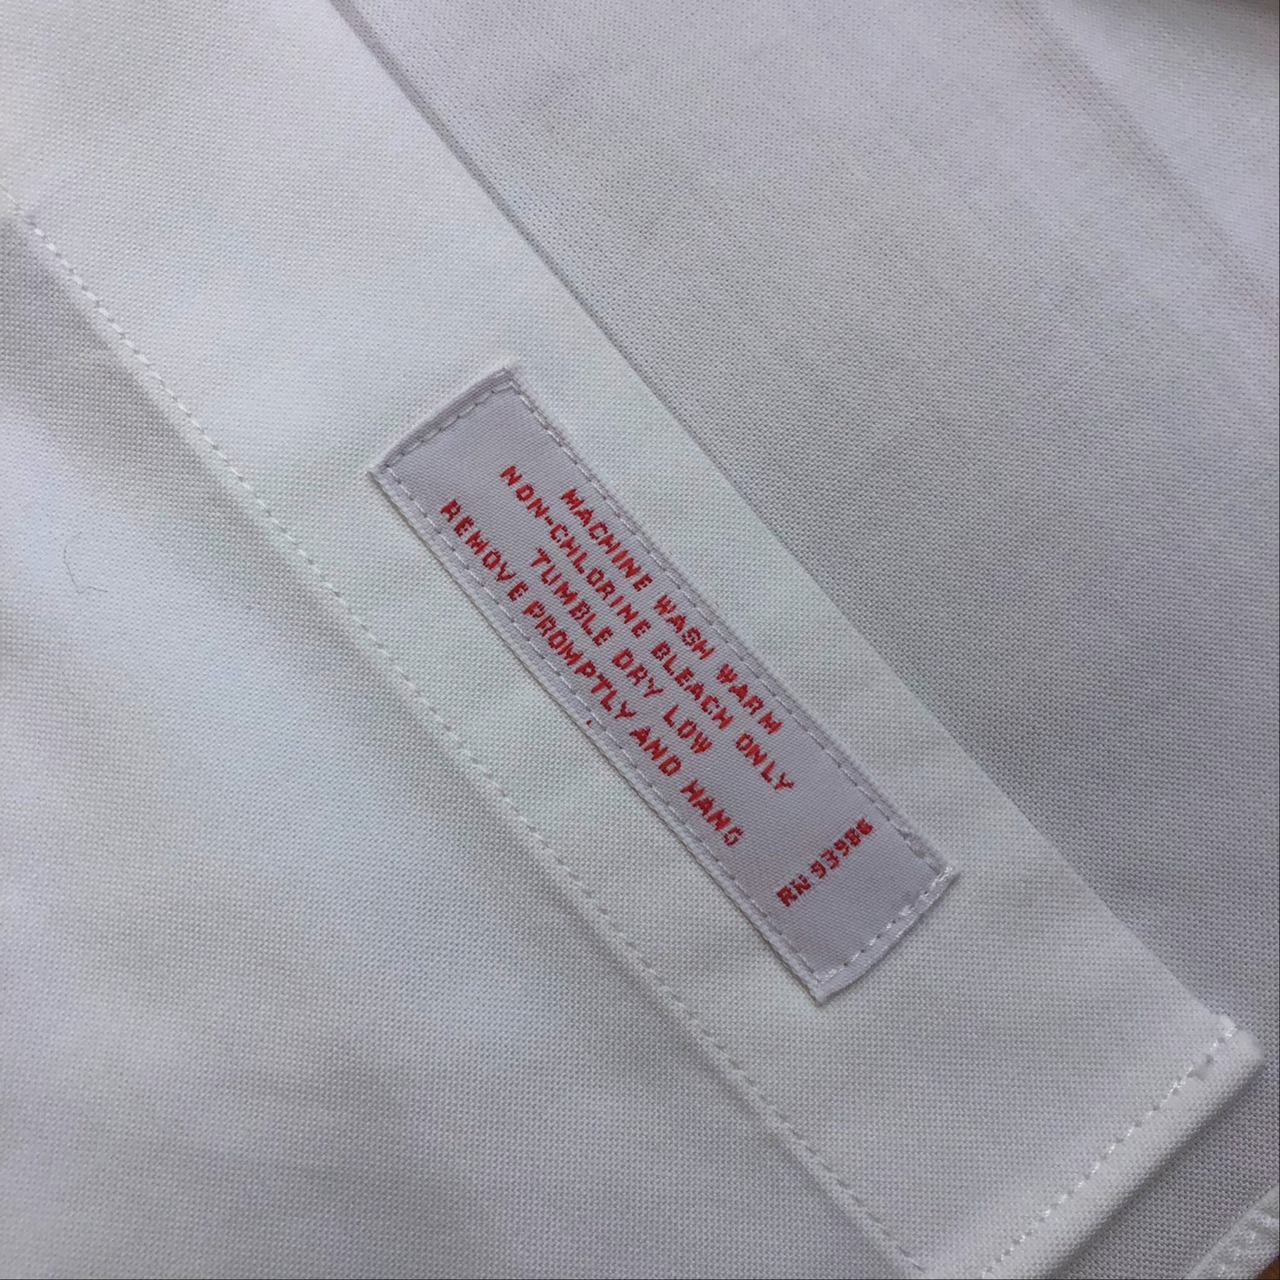 MACHINE WASH WARM
NON-CHLORINE BLEACH ONLY
TUMBLE DRY LOW
REMOVE PROMPTLY AND HANG
RN 93986